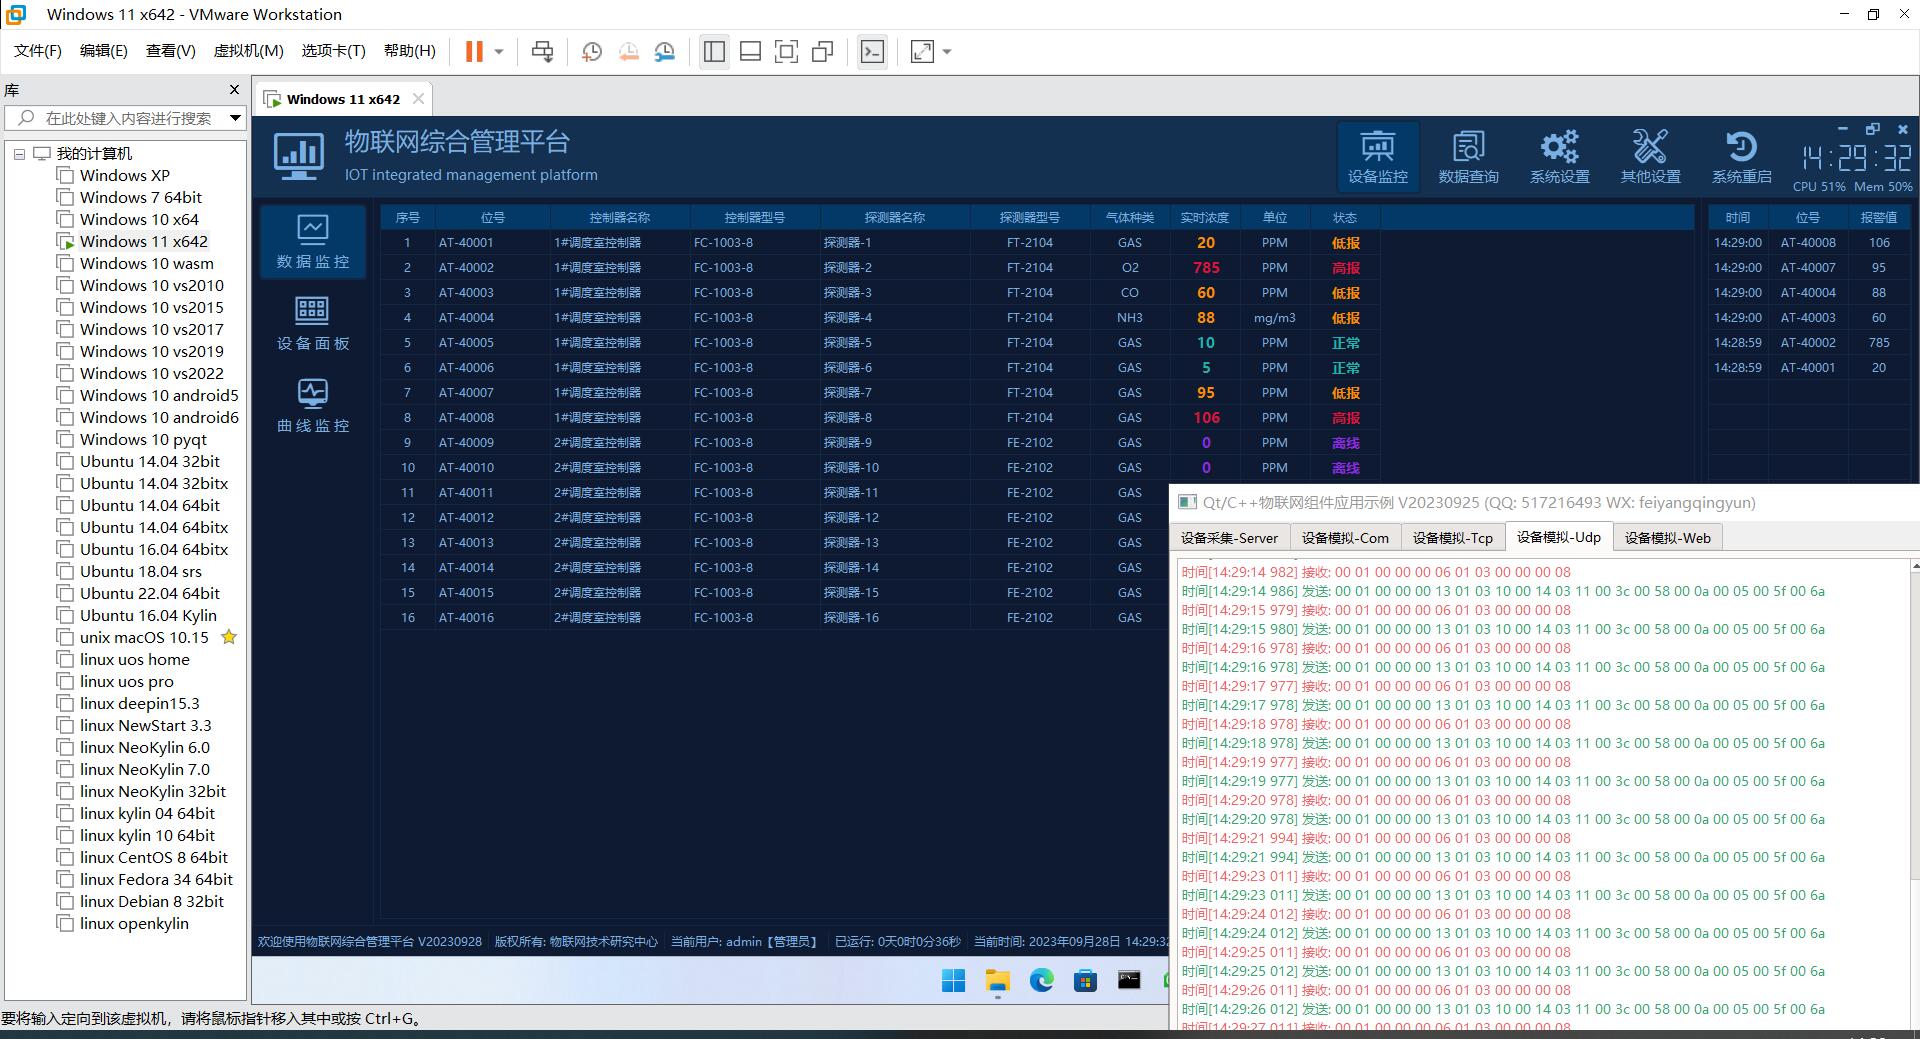 Windows 11 x642 - VMware Workstation
文件(F) 编辑(E) 查看(V) 虚拟机(M) 选项卡(T) 帮助(H)
库
在此处键入内容进行搜索
我的计算机
Windows XP
Windows 7 64bit
Windows 10 x64
Windows 11 x642
Windows 10 wasm
Windows 10 vs2010
Windows 10 vs2015
Windows 10 vs2017
Windows 10 vs2019
Windows 10 vs2022
Windows 10 android5
Windows 10 android6
Windows 10 pyqt
Ubuntu 14.04 32bit
Ubuntu 14.04 32bitx
Ubuntu 14.04 64bit
Ubuntu 14.04 64bitx
Ubuntu 16.04 64bitx
Ubuntu 18.04 srs
Ubuntu 22.04 64bit
Ubuntu 16.04 Kylin
unix macOS 10.15
linux uos home
linux uos pro
linux deepin15.3
linux NewStart 3.3
linux NeoKylin 6.0
linux NeoKylin 7.0
linux NeoKylin 32bit
linux kylin 04 64bit
linux kylin 10 64bit
linux CentOS 8 64bit
linux Fedora 34 64bit
linux Debian 8 32bit
linux openkylin
Windows 11 x642
物联网综合管理平台
IOT integrated management platform
设备监控 数据查询 系统设置 其他设置 系统重启
14:29:32
CPU 51% Mem 50%
数据监控
设备面板
曲线监控
序号 位号 控制器名称 控制器型号 探测器名称 探测器型号 气体种类 实时浓度 单位 状态
1 AT-40001 1#调度室控制器 FC-1003-8 探测器-1 FT-2104 GAS 20 PPM 低报
2 AT-40002 1#调度室控制器 FC-1003-8 探测器-2 FT-2104 O2 785 PPM 高报
3 AT-40003 1#调度室控制器 FC-1003-8 探测器-3 FT-2104 CO 60 PPM 低报
4 AT-40004 1#调度室控制器 FC-1003-8 探测器-4 FT-2104 NH3 88 mg/m3 低报
5 AT-40005 1#调度室控制器 FC-1003-8 探测器-5 FT-2104 GAS 10 PPM 正常
6 AT-40006 1#调度室控制器 FC-1003-8 探测器-6 FT-2104 GAS 5 PPM 正常
7 AT-40007 1#调度室控制器 FC-1003-8 探测器-7 FT-2104 GAS 95 PPM 低报
8 AT-40008 1#调度室控制器 FC-1003-8 探测器-8 FT-2104 GAS 106 PPM 高报
9 AT-40009 2#调度室控制器 FC-1003-8 探测器-9 FE-2102 GAS 0 PPM 离线
10 AT-40010 2#调度室控制器 FC-1003-8 探测器-10 FE-2102 GAS 0 PPM 离线
11 AT-40011 2#调度室控制器 FC-1003-8 探测器-11 FE-2102 GAS
12 AT-40012 2#调度室控制器 FC-1003-8 探测器-12 FE-2102 GAS
13 AT-40013 2#调度室控制器 FC-1003-8 探测器-13 FE-2102 GAS
14 AT-40014 2#调度室控制器 FC-1003-8 探测器-14 FE-2102 GAS
15 AT-40015 2#调度室控制器 FC-1003-8 探测器-15 FE-2102 GAS
16 AT-40016 2#调度室控制器 FC-1003-8 探测器-16 FE-2102 GAS
时间 位号 报警值
14:29:00 AT-40008 106
14:29:00 AT-40007 95
14:29:00 AT-40004 88
14:29:00 AT-40003 60
14:28:59 AT-40002 785
14:28:59 AT-40001 20
Qt/C++物联网组件应用示例 V20230925 (QQ: 517216493 WX: feiyangqingyun)
设备采集-Server 设备模拟-Com 设备模拟-Tcp 设备模拟-Udp 设备模拟-Web
时间[14:29:14 982] 接收: 00 01 00 00 00 06 01 03 00 00 00 08
时间[14:29:14 986] 发送: 00 01 00 00 00 13 01 03 10 00 14 03 11 00 3c 00 58 00 0a 00 05 00 5f 00 6a
时间[14:29:15 979] 接收: 00 01 00 00 00 06 01 03 00 00 00 08
时间[14:29:15 980] 发送: 00 01 00 00 00 13 01 03 10 00 14 03 11 00 3c 00 58 00 0a 00 05 00 5f 00 6a
时间[14:29:16 978] 接收: 00 01 00 00 00 06 01 03 00 00 00 08
时间[14:29:16 978] 发送: 00 01 00 00 00 13 01 03 10 00 14 03 11 00 3c 00 58 00 0a 00 05 00 5f 00 6a
时间[14:29:17 977] 接收: 00 01 00 00 00 06 01 03 00 00 00 08
时间[14:29:17 978] 发送: 00 01 00 00 00 13 01 03 10 00 14 03 11 00 3c 00 58 00 0a 00 05 00 5f 00 6a
时间[14:29:18 978] 接收: 00 01 00 00 00 06 01 03 00 00 00 08
时间[14:29:18 978] 发送: 00 01 00 00 00 13 01 03 10 00 14 03 11 00 3c 00 58 00 0a 00 05 00 5f 00 6a
时间[14:29:19 977] 接收: 00 01 00 00 00 06 01 03 00 00 00 08
时间[14:29:19 977] 发送: 00 01 00 00 00 13 01 03 10 00 14 03 11 00 3c 00 58 00 0a 00 05 00 5f 00 6a
时间[14:29:20 978] 接收: 00 01 00 00 00 06 01 03 00 00 00 08
时间[14:29:20 978] 发送: 00 01 00 00 00 13 01 03 10 00 14 03 11 00 3c 00 58 00 0a 00 05 00 5f 00 6a
时间[14:29:21 994] 接收: 00 01 00 00 00 06 01 03 00 00 00 08
时间[14:29:21 994] 发送: 00 01 00 00 00 13 01 03 10 00 14 03 11 00 3c 00 58 00 0a 00 05 00 5f 00 6a
时间[14:29:23 011] 接收: 00 01 00 00 00 06 01 03 00 00 00 08
时间[14:29:23 011] 发送: 00 01 00 00 00 13 01 03 10 00 14 03 11 00 3c 00 58 00 0a 00 05 00 5f 00 6a
时间[14:29:24 012] 接收: 00 01 00 00 00 06 01 03 00 00 00 08
时间[14:29:24 012] 发送: 00 01 00 00 00 13 01 03 10 00 14 03 11 00 3c 00 58 00 0a 00 05 00 5f 00 6a
时间[14:29:25 011] 接收: 00 01 00 00 00 06 01 03 00 00 00 08
时间[14:29:25 012] 发送: 00 01 00 00 00 13 01 03 10 00 14 03 11 00 3c 00 58 00 0a 00 05 00 5f 00 6a
时间[14:29:26 011] 接收: 00 01 00 00 00 06 01 03 00 00 00 08
时间[14:29:26 012] 发送: 00 01 00 00 00 13 01 03 10 00 14 03 11 00 3c 00 58 00 0a 00 05 00 5f 00 6a
时间[14:29:27 011] 接收: 00 01 00 00 00 06 01 03 00 00 00 08
欢迎使用物联网综合管理平台 V20230928 版权所有: 物联网技术研究中心 当前用户: admin【管理员】 已运行: 0天0时0分36秒 当前时间: 2023年09月28日 14:29:32
要将输入定向到该虚拟机，请将鼠标指针移入其中或按 Ctrl+G。